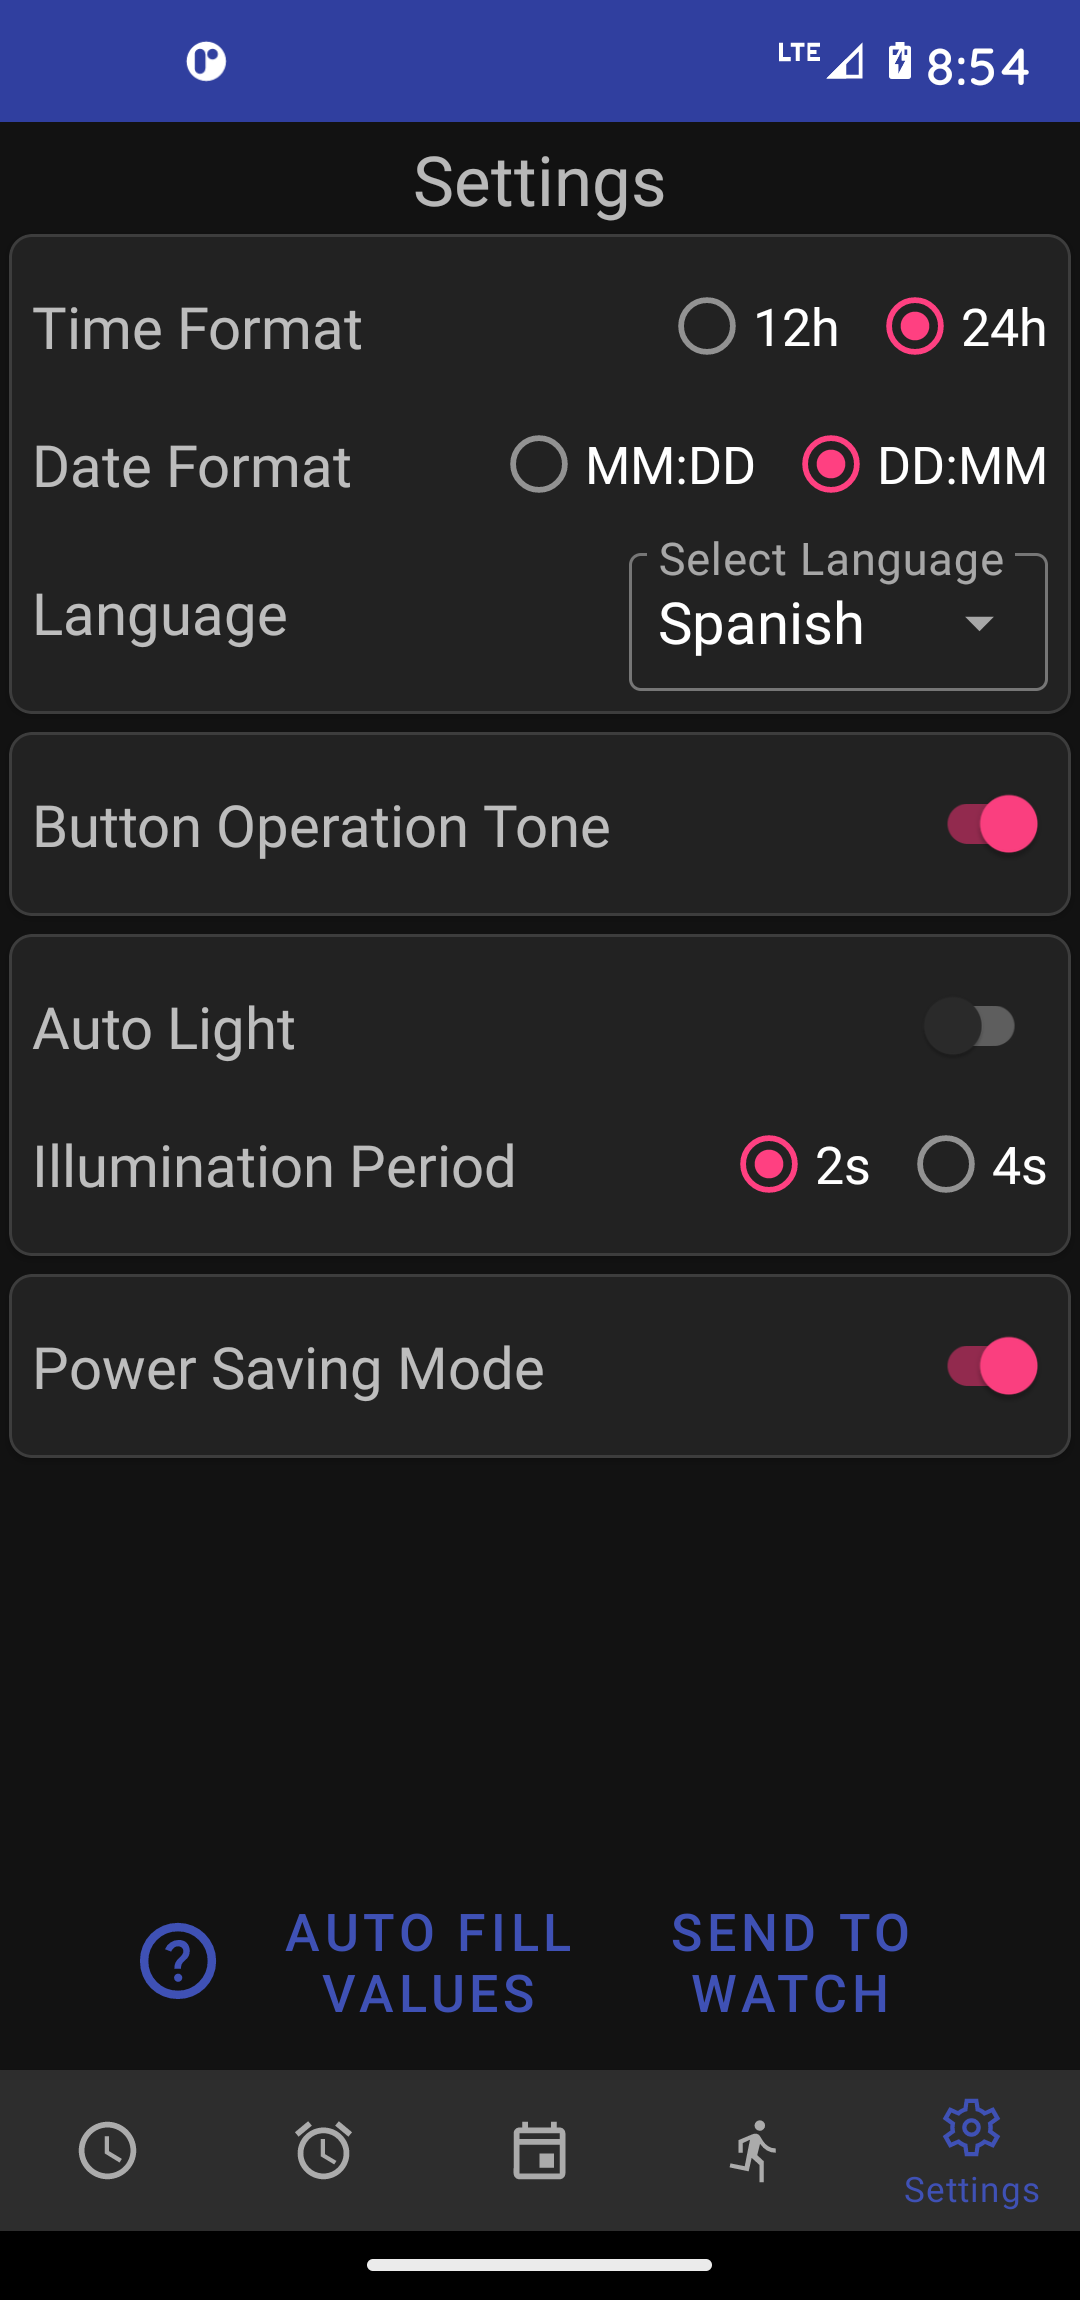 LTE 8:54
Settings
Time Format 12h 24h
Date Format MM:DD DD:MM
Select Language
Language Spanish
Button Operation Tone
Auto Light
Illumination Period 2s 4s
Power Saving Mode
AUTO FILL
VALUES
SEND TO
WATCH
Settings